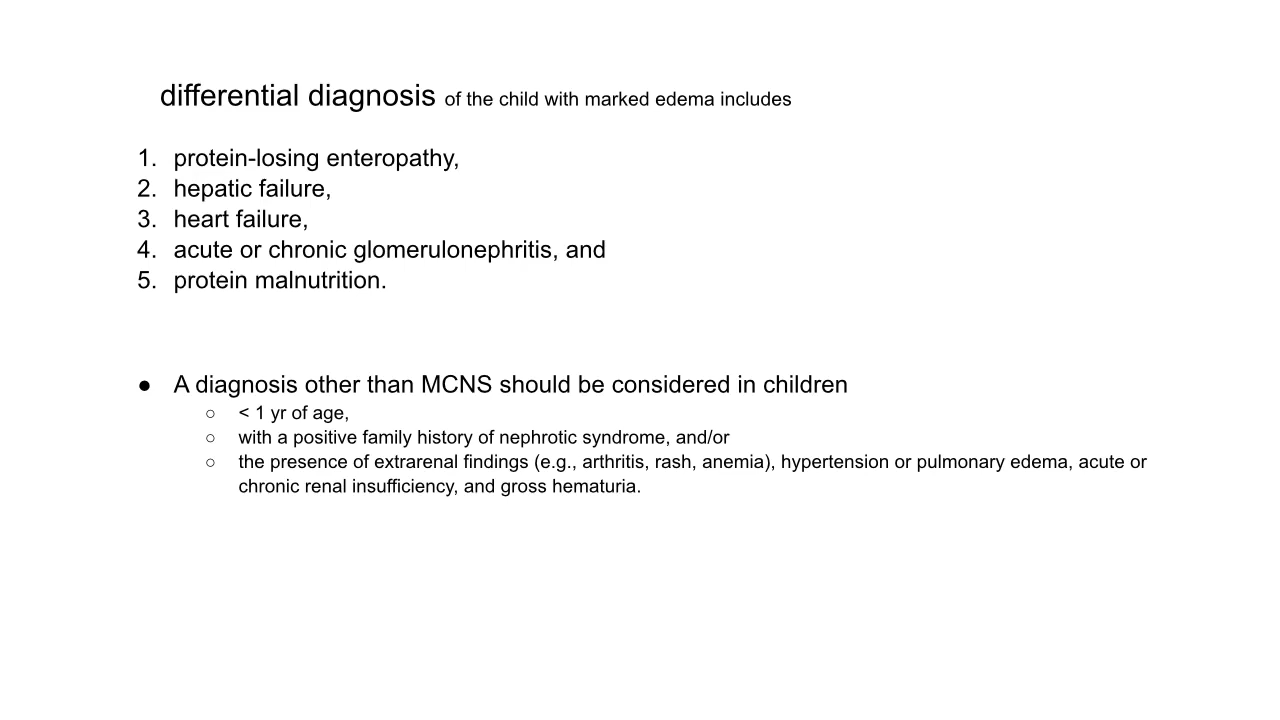 differential diagnosis of the child with marked edema includes
1. protein-losing enteropathy,
2. hepatic failure,
3. heart failure,
4. acute or chronic glomerulonephritis, and
5. protein malnutrition.
● A diagnosis other than MCNS should be considered in children
○ < 1 yr of age,
○ with a positive family history of nephrotic syndrome, and/or
○ the presence of extrarenal findings (e.g., arthritis, rash, anemia), hypertension or pulmonary edema, acute or
chronic renal insufficiency, and gross hematuria.